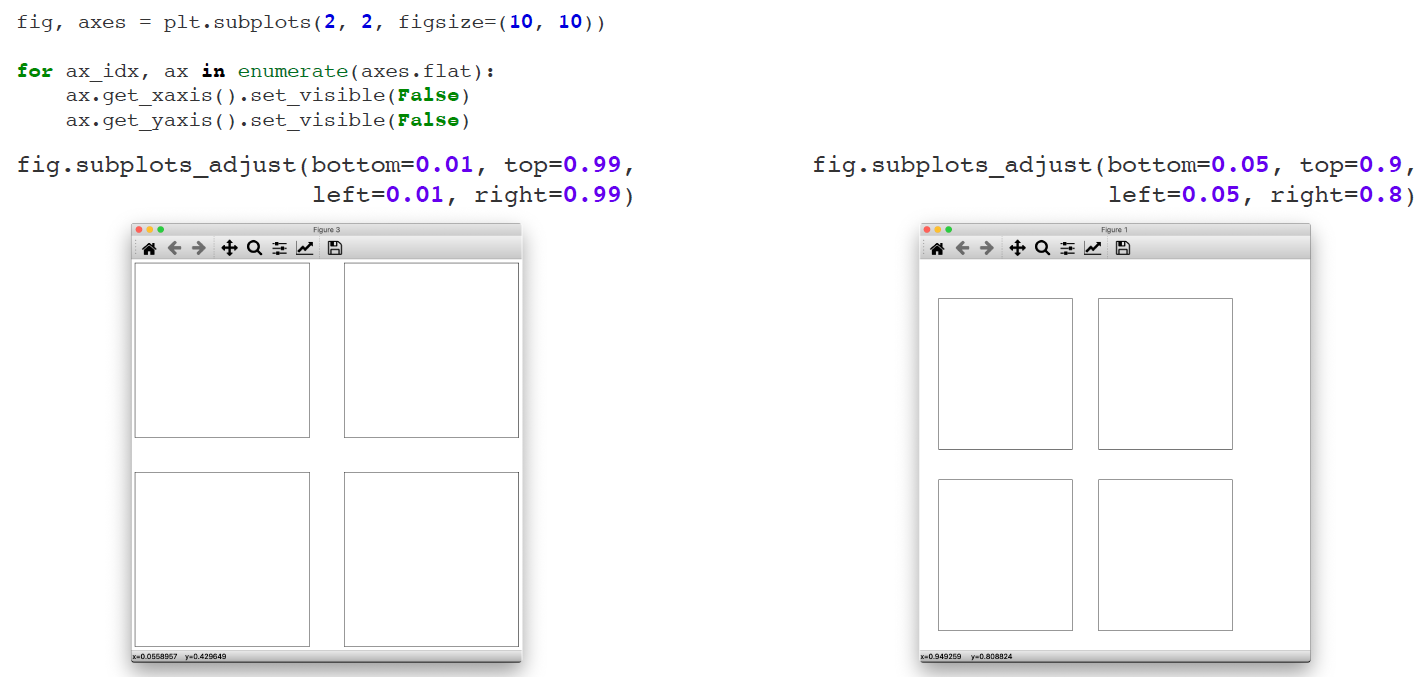 fig, axes = plt.subplots(2, 2, figsize=(10, 10))
for ax_idx, ax in enumerate(axes.flat):
    ax.get_xaxis().set_visible(False)
    ax.get_yaxis().set_visible(False)
fig.subplots_adjust(bottom=0.01, top=0.99,
                    left=0.01, right=0.99)
Figure 3
x=0.0558957 y=0.429649
fig.subplots_adjust(bottom=0.05, top=0.9,
                    left=0.05, right=0.8)
Figure 1
x=0.949259 y=0.808824